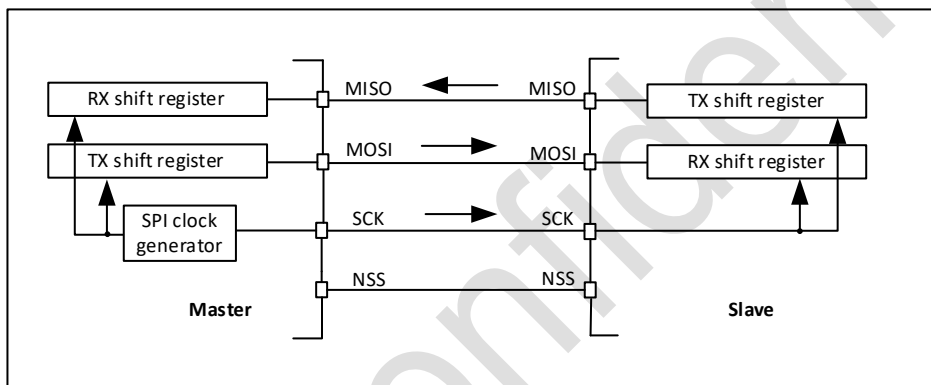 RX shift register
MISO
MISO
TX shift register
TX shift register
MOSI
MOSI
RX shift register
SPI clock
generator
SCK
SCK
NSS
NSS
Master
Slave